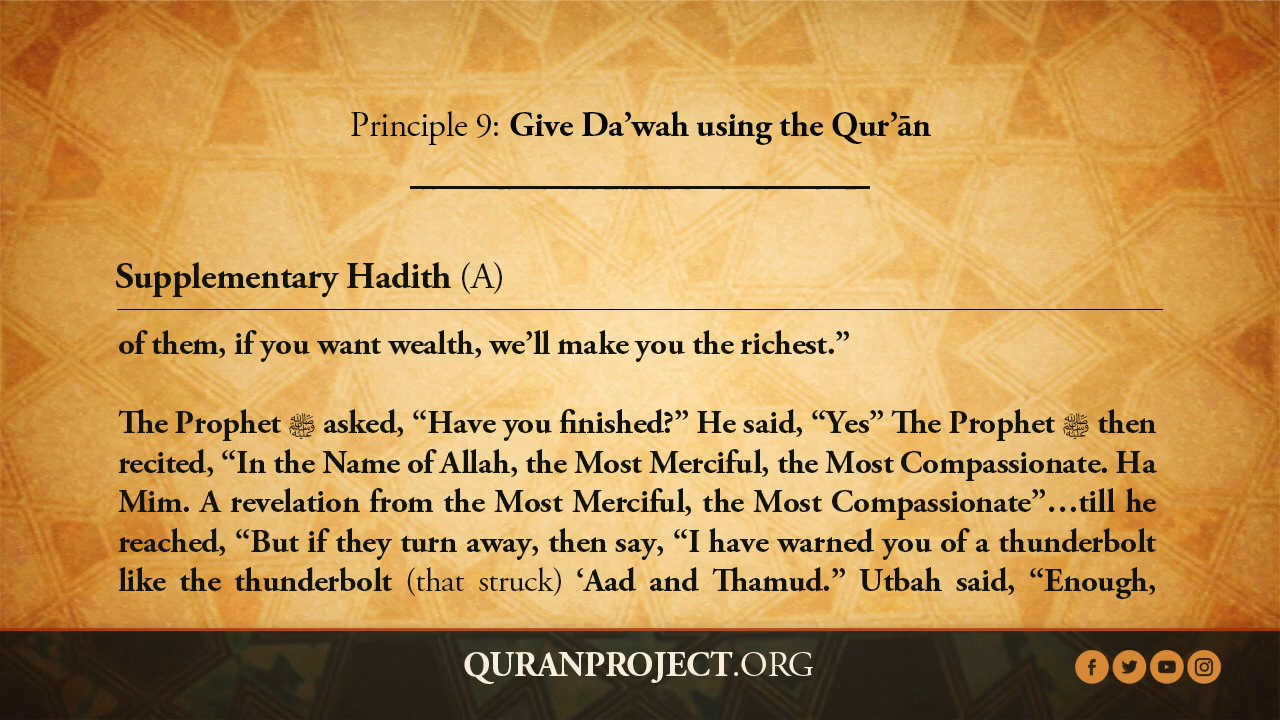 Principle 9: Give Da’wah using the Qur’ān
Supplementary Hadith (A)
of them, if you want wealth, we’ll make you the richest.”
The Prophet ﷺ asked, “Have you finished?” He said, “Yes” The Prophet ﷺ then
recited, “In the Name of Allah, the Most Merciful, the Most Compassionate. Ha
Mim. A revelation from the Most Merciful, the Most Compassionate”…till he
reached, “But if they turn away, then say, “I have warned you of a thunderbolt
like the thunderbolt (that struck) ‘Aad and Thamud.” Utbah said, “Enough,
QURANPROJECT.ORG